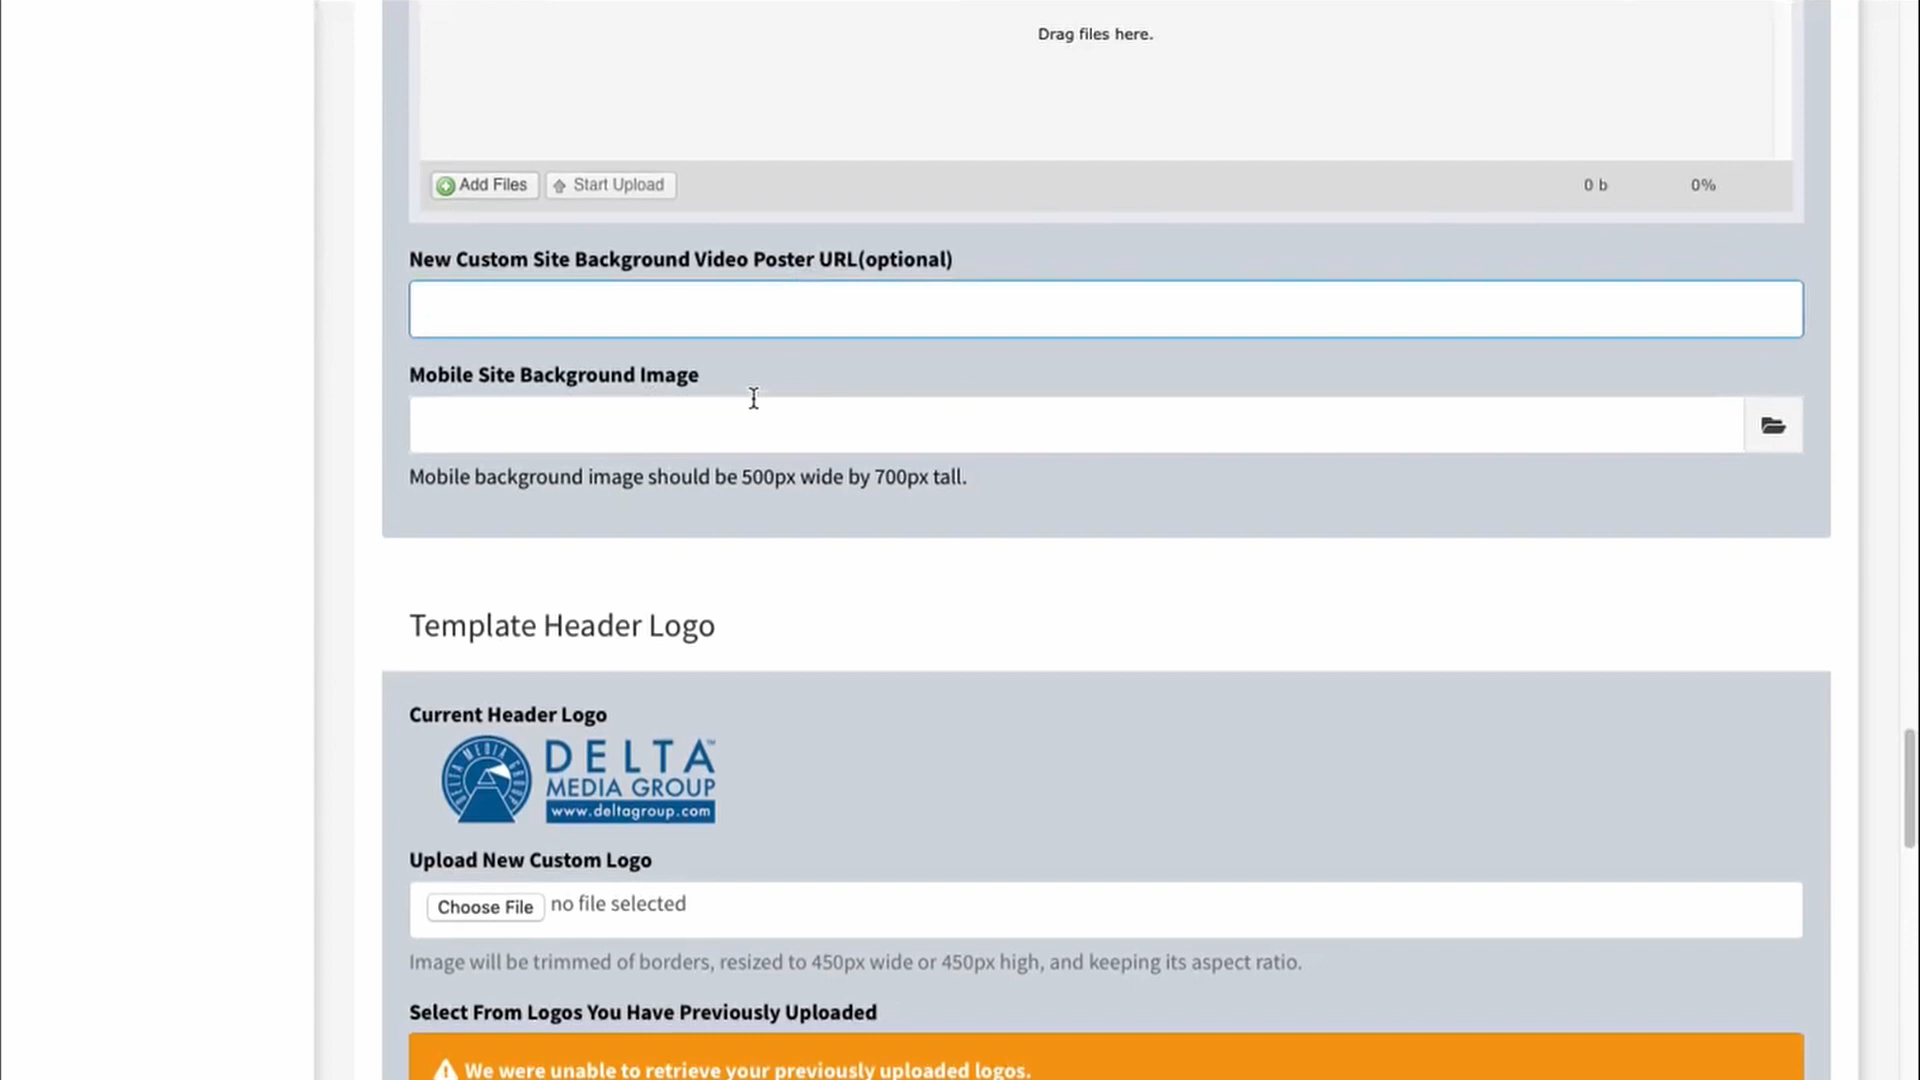 Drag files here.
Add Files
Start Upload
0 b
0%
New Custom Site Background Video Poster URL(optional)
Mobile Site Background Image
Mobile background image should be 500px wide by 700px tall.
Template Header Logo
Current Header Logo
DELTA MEDIA GROUP
DELTA™
MEDIA GROUP
www.deltagroup.com
Upload New Custom Logo
Choose File no file selected
Image will be trimmed of borders, resized to 450px wide or 450px high, and keeping its aspect ratio.
Select From Logos You Have Previously Uploaded
We were unable to retrieve your previously uploaded logos.